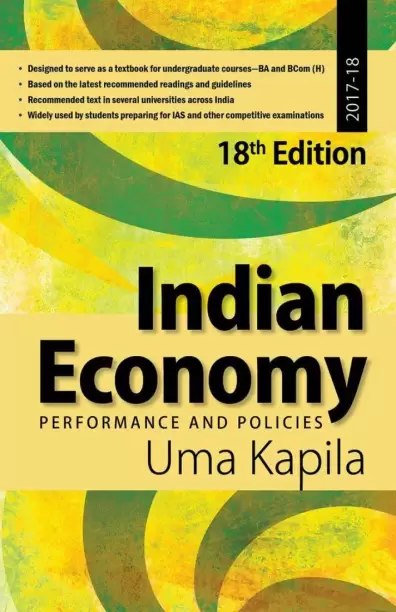 • Designed to serve as a textbook for undergraduate courses—BA and BCom (H)
• Based on the latest recommended readings and guidelines
• Recommended text in several universities across India
• Widely used by students preparing for IAS and other competitive examinations
2017-18
18th Edition
Indian
Economy
PERFORMANCE AND POLICIES
Uma Kapila